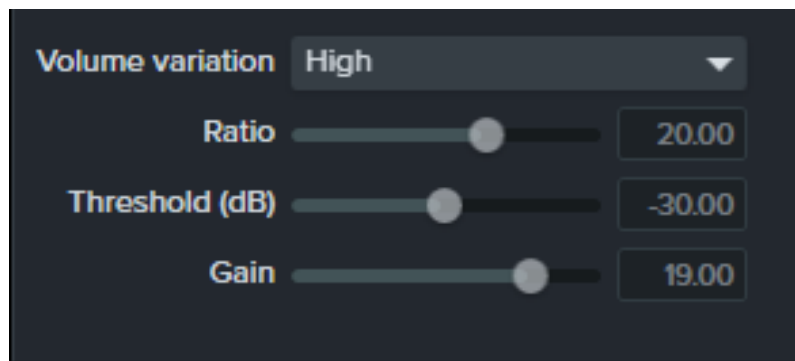 Volume variation High
Ratio 20.00
Threshold (dB) -30.00
Gain 19.00